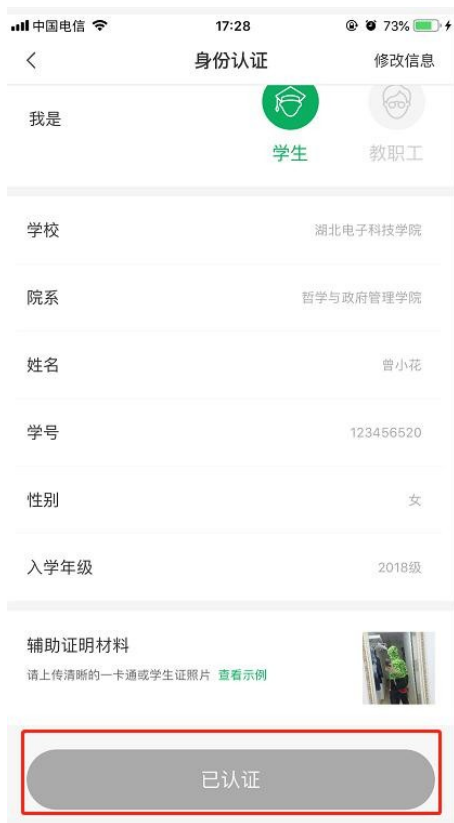 中国电信 17:28 73%
身份认证 修改信息
我是
学生 教职工
学校 湖北电子科技学院
院系 哲学与政府管理学院
姓名 曾小花
学号 123456520
性别 女
入学年级 2018级
辅助证明材料
请上传清晰的一卡通或学生证照片 查看示例
已认证